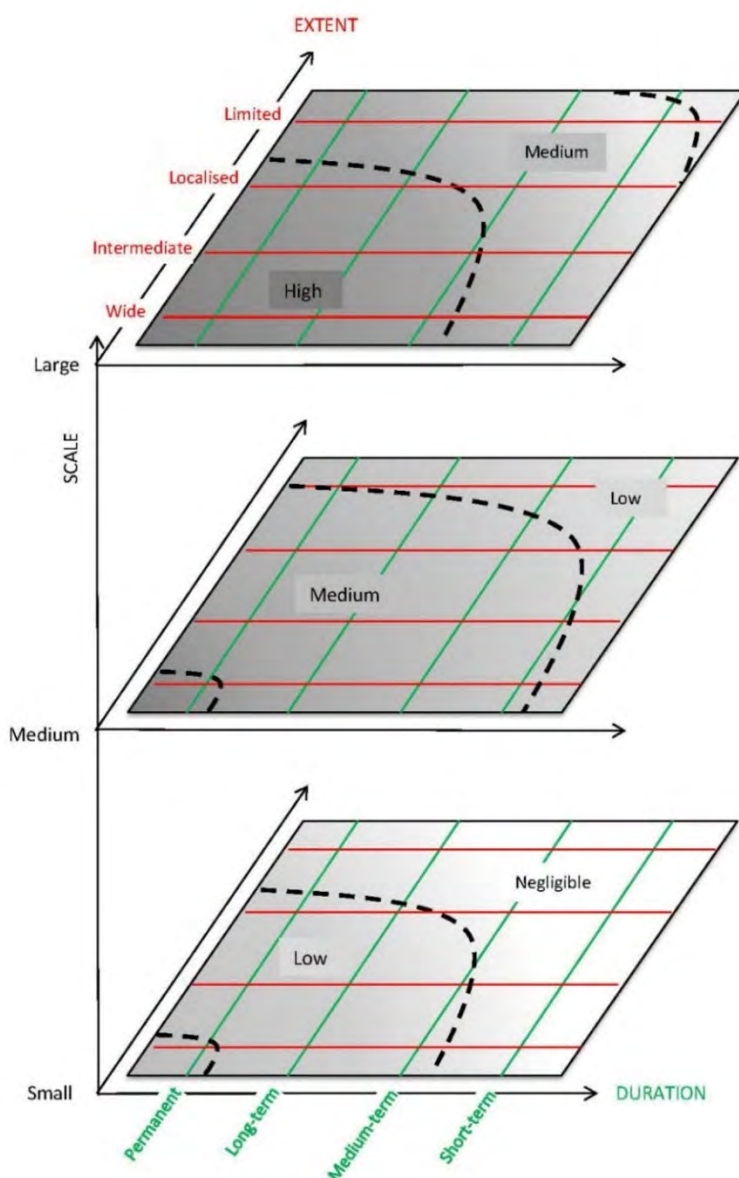 EXTENT
Limited
Medium
Localised
Intermediate
High
Wide
Large
SCALE
Low
Medium
Medium
Negligible
Low
Small
DURATION
Permanent
Long-term
Medium-term
Short-term